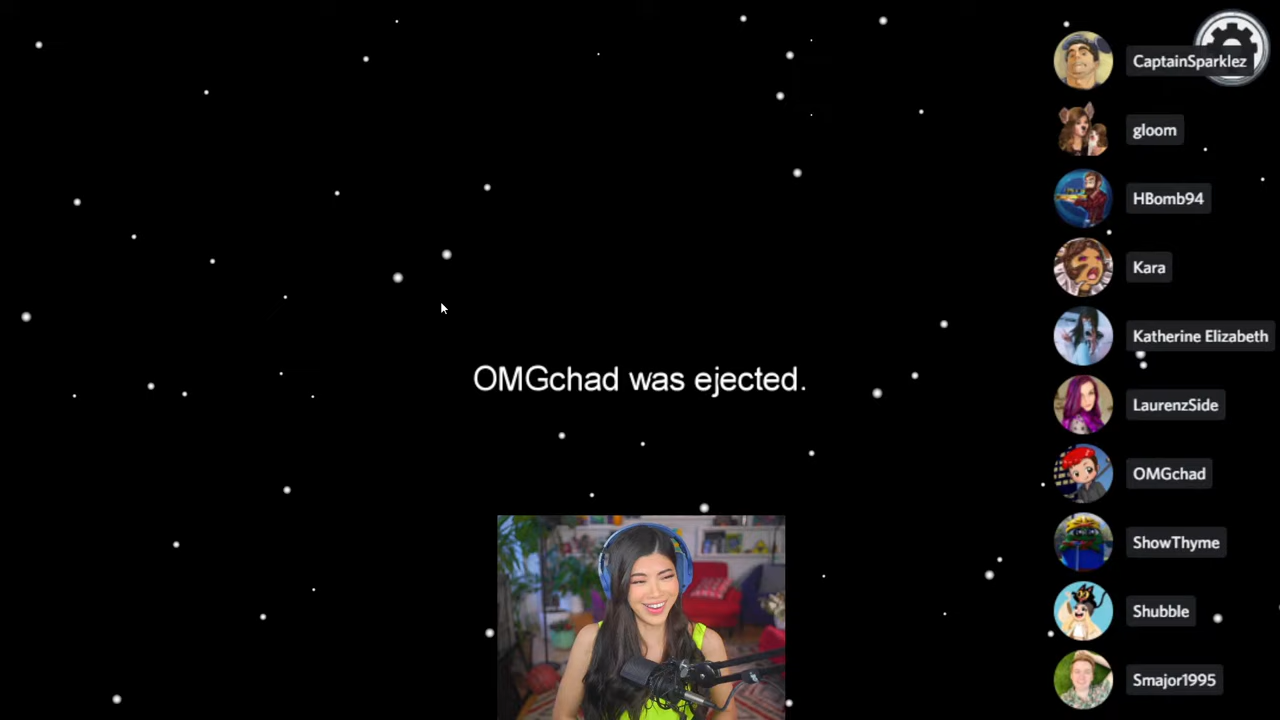 CaptainSparklez
gloom
HBomb94
Kara
Katherine Elizabeth
OMGchad was ejected.
LaurenzSide
OMGchad
ShowThyme
Shubble
Smajor1995